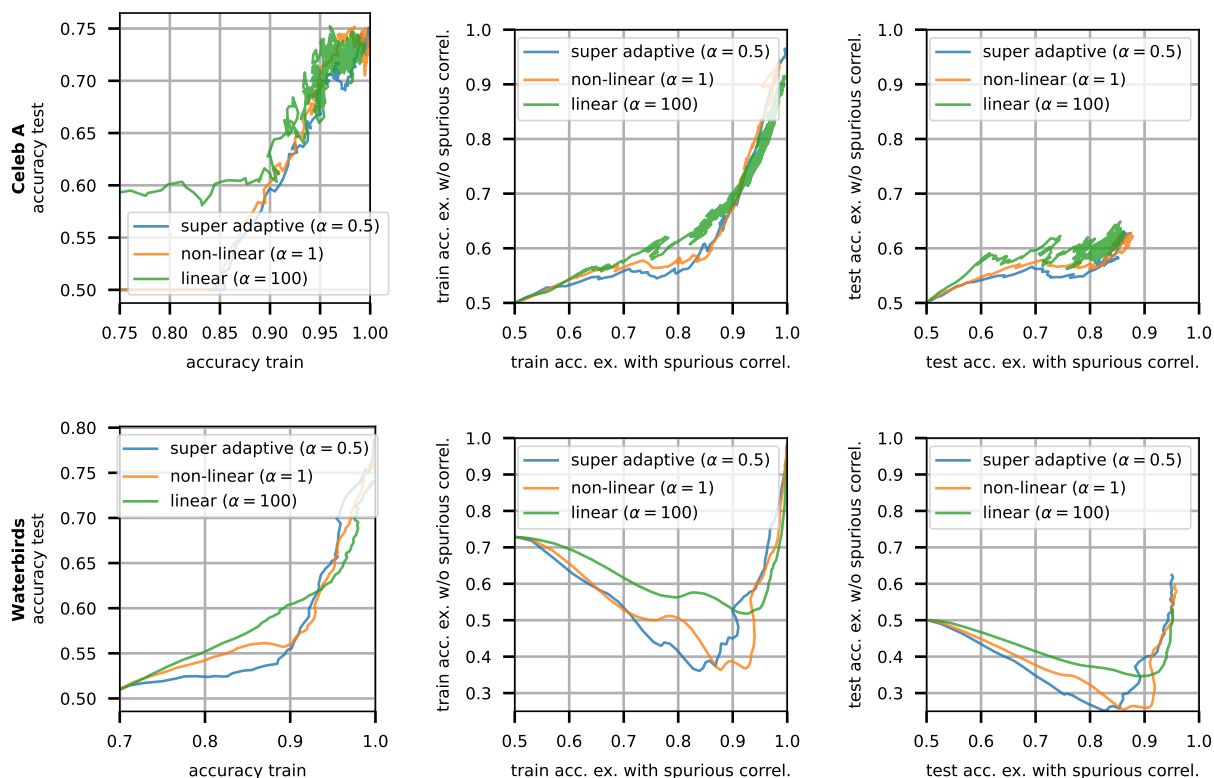 Celeb A
accuracy test
0.75
0.70
0.65
0.60
0.55
0.50
super adaptive (α = 0.5)
non-linear (α = 1)
linear (α = 100)
0.75 0.80 0.85 0.90 0.95 1.00
accuracy train
train acc. ex. w/o spurious correl.
1.0
0.9
0.8
0.7
0.6
0.5
super adaptive (α = 0.5)
non-linear (α = 1)
linear (α = 100)
0.5 0.6 0.7 0.8 0.9 1.0
train acc. ex. with spurious correl.
test acc. ex. w/o spurious correl.
1.0
0.9
0.8
0.7
0.6
0.5
super adaptive (α = 0.5)
non-linear (α = 1)
linear (α = 100)
0.5 0.6 0.7 0.8 0.9 1.0
test acc. ex. with spurious correl.
Waterbirds
accuracy test
0.80
0.75
0.70
0.65
0.60
0.55
0.50
super adaptive (α = 0.5)
non-linear (α = 1)
linear (α = 100)
0.7 0.8 0.9 1.0
accuracy train
train acc. ex. w/o spurious correl.
1.0
0.9
0.8
0.7
0.6
0.5
0.4
0.3
super adaptive (α = 0.5)
non-linear (α = 1)
linear (α = 100)
0.5 0.6 0.7 0.8 0.9 1.0
train acc. ex. with spurious correl.
test acc. ex. w/o spurious correl.
1.0
0.9
0.8
0.7
0.6
0.5
0.4
0.3
super adaptive (α = 0.5)
non-linear (α = 1)
linear (α = 100)
0.5 0.6 0.7 0.8 0.9 1.0
test acc. ex. with spurious correl.